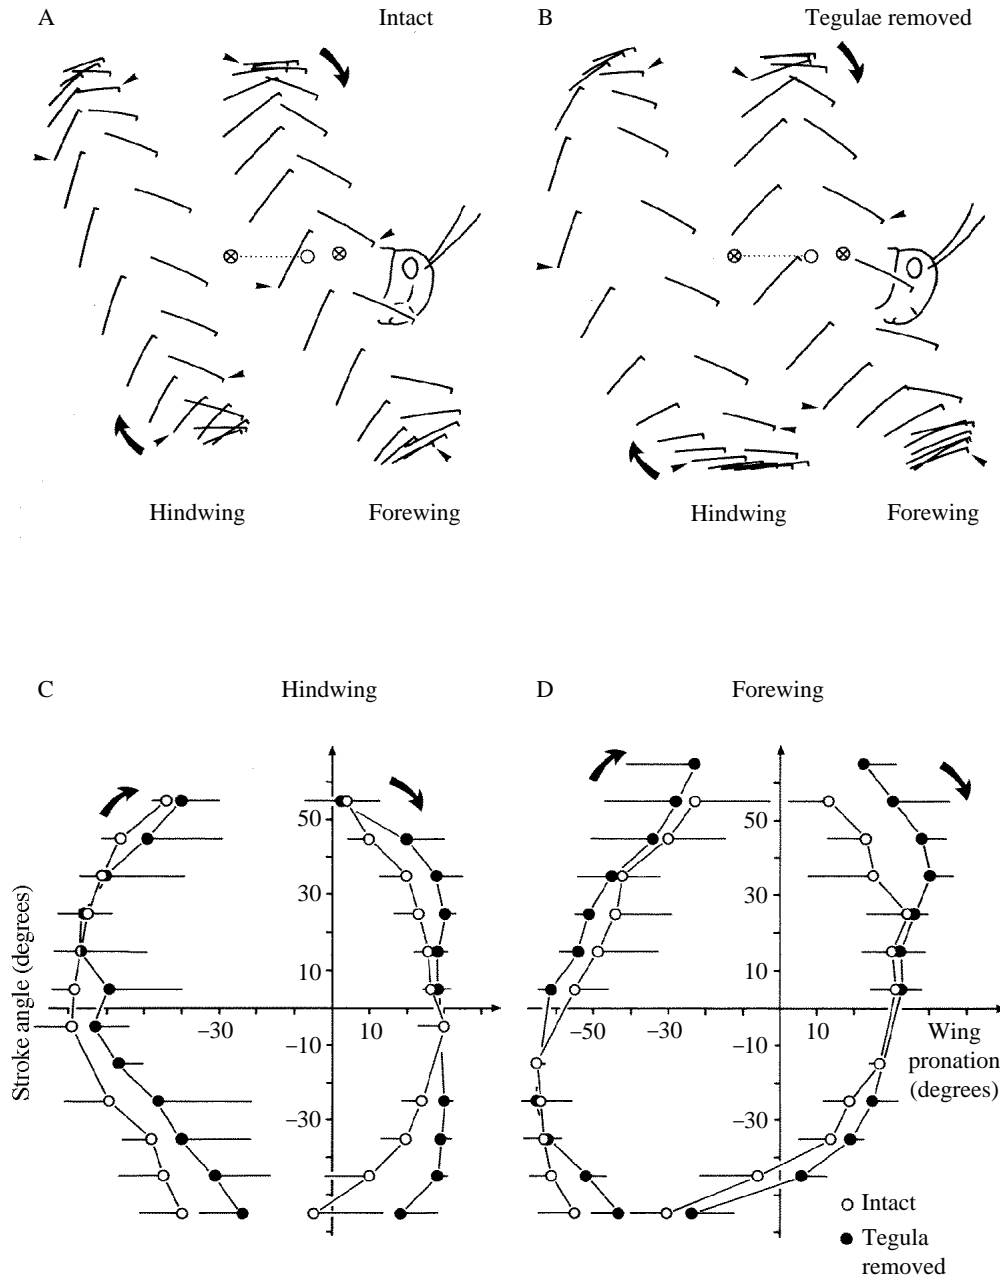 A
Intact
B
Tegulae removed
Hindwing
Forewing
Hindwing
Forewing
C
Hindwing
D
Forewing
Stroke angle (degrees)
50
30
10
−10
−30
−30
10
50
30
10
−10
−30
−50
−30
10
Wing
pronation
(degrees)
Intact
Tegula
removed